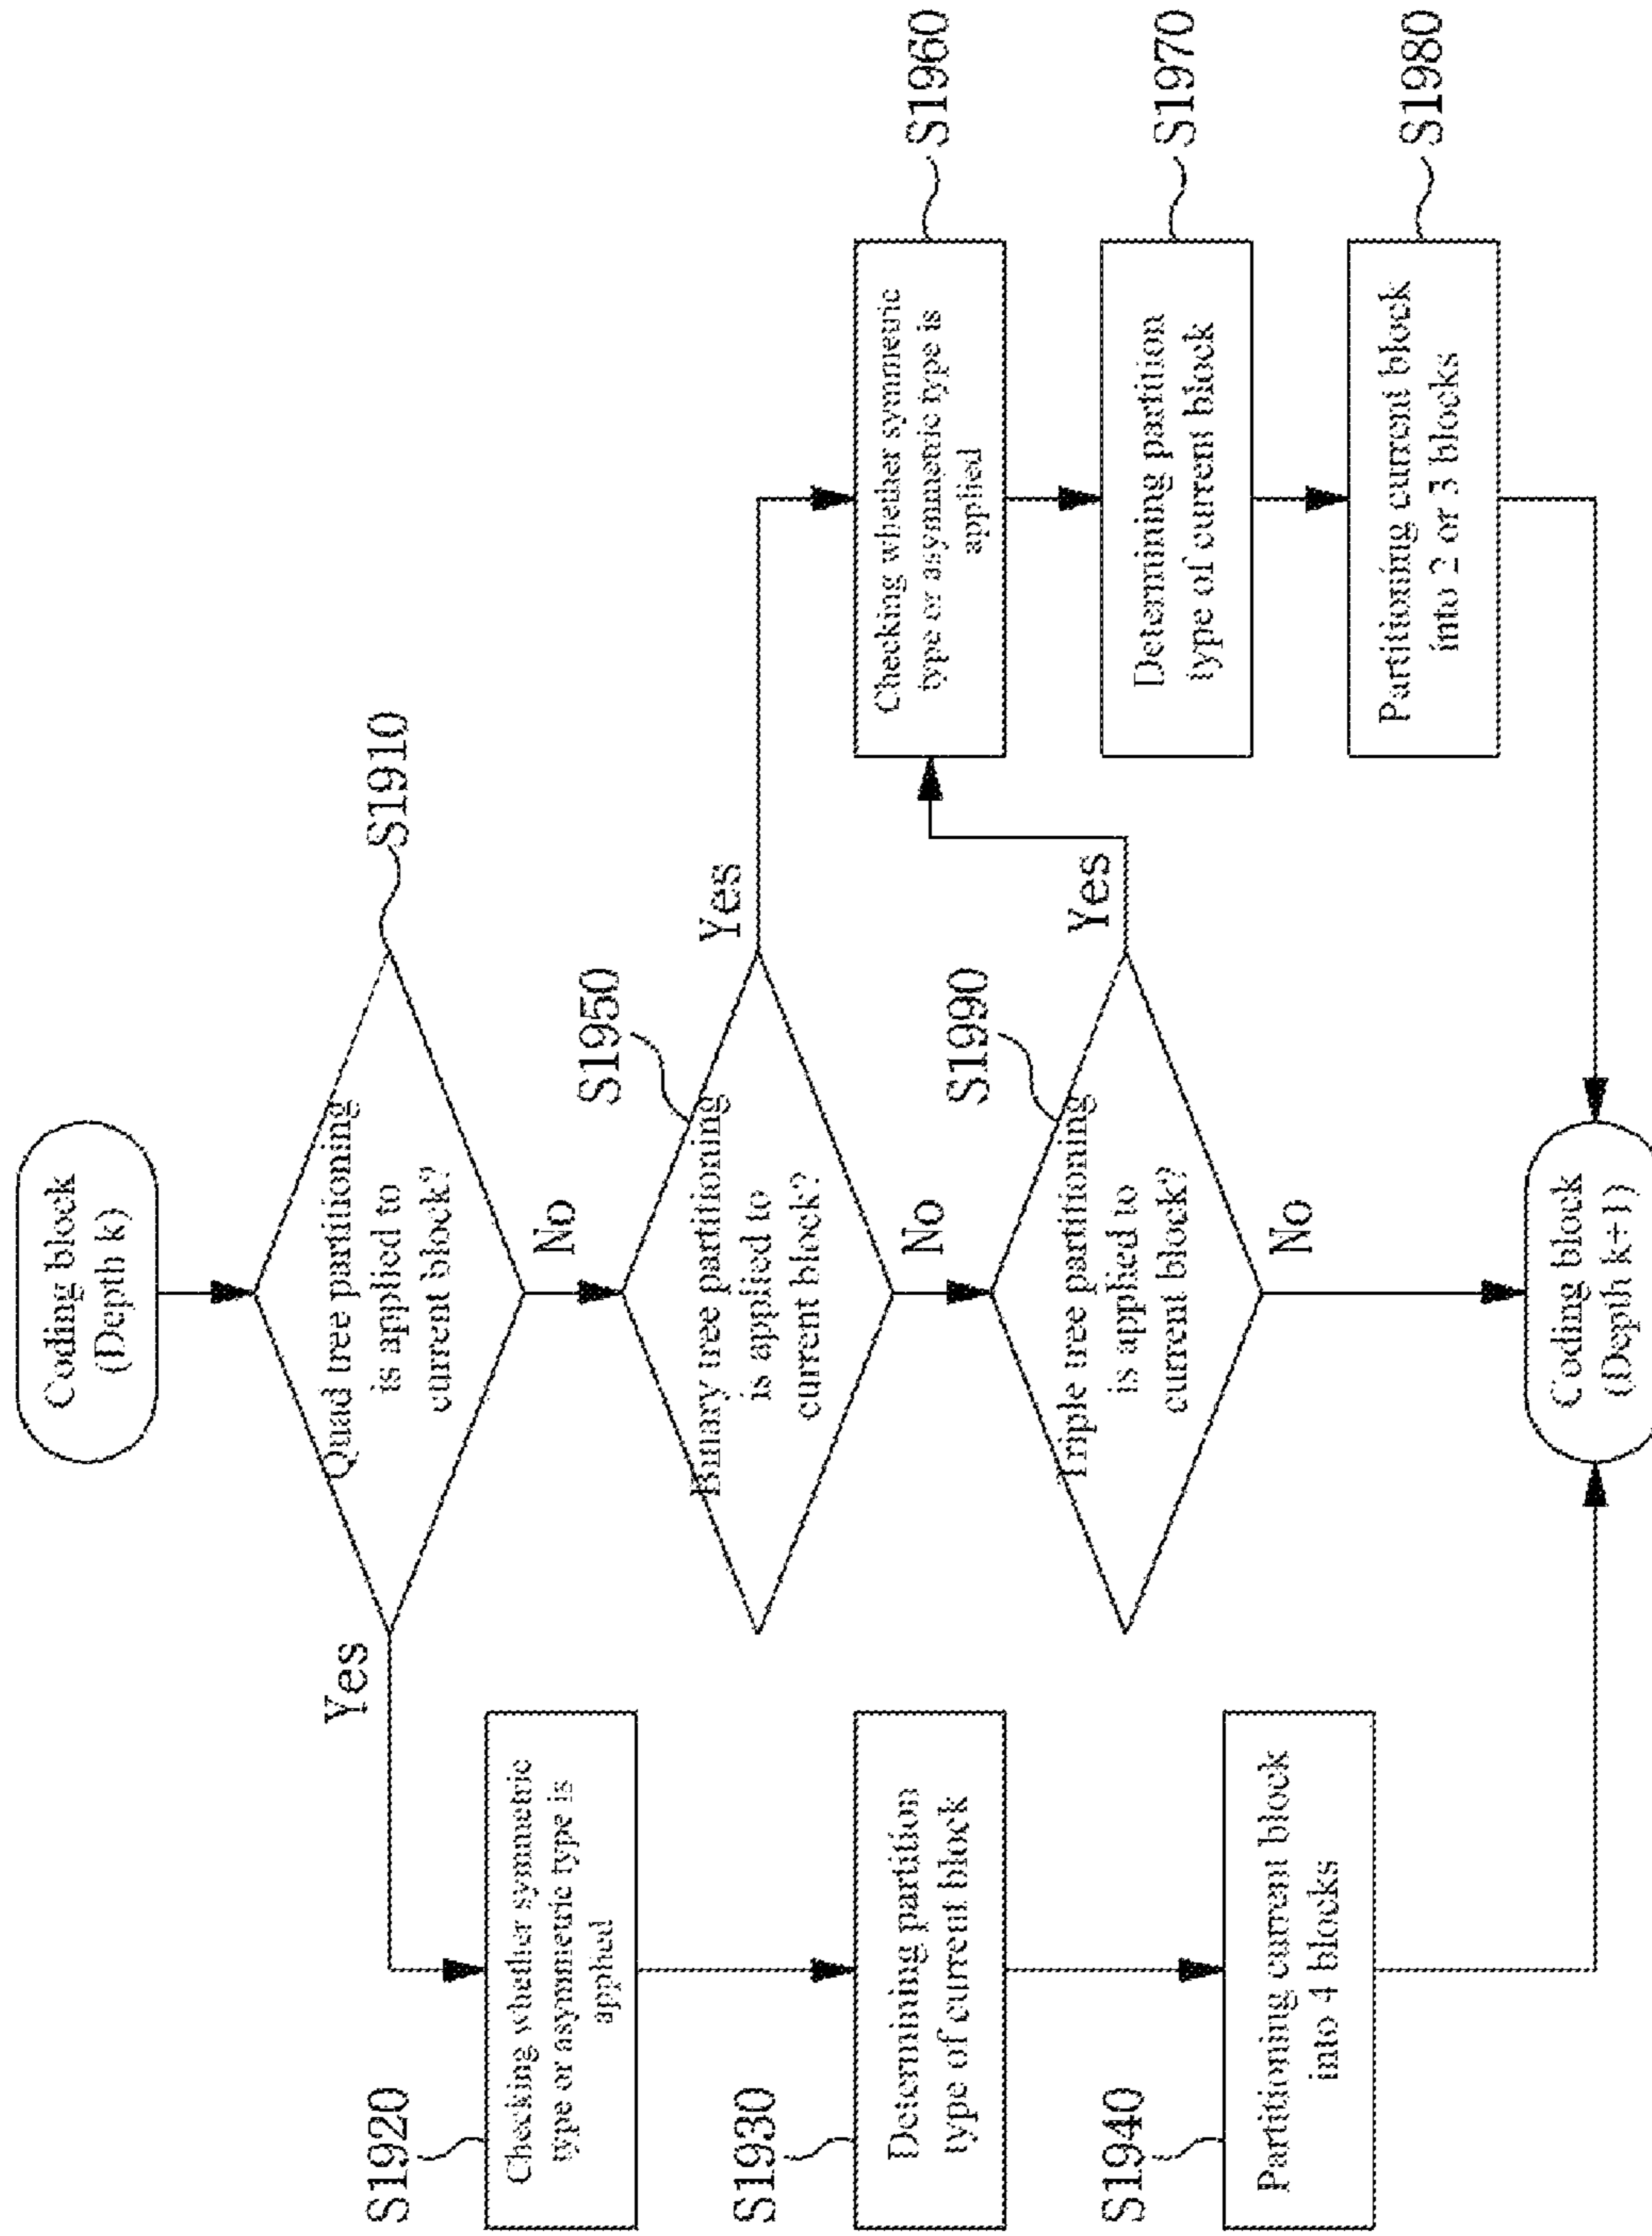 Coding block
(Depth k)
S1910
Quad tree partitioning
is applied to
current block?
Yes
No
S1920
Checking whether symmetric
type or asymmetric type is
applied
S1950
Binary tree partitioning
is applied to
current block?
Yes
No
S1930
Determining partition
type of current block
S1960
Checking whether symmetric
type or asymmetric type is
applied
S1990
Triple tree partitioning
is applied to
current block?
Yes
No
S1970
Determining partition
type of current block
S1940
Partitioning current block
into 4 blocks
S1980
Partitioning current block
into 2 or 3 blocks
Coding block
(Depth k+1)